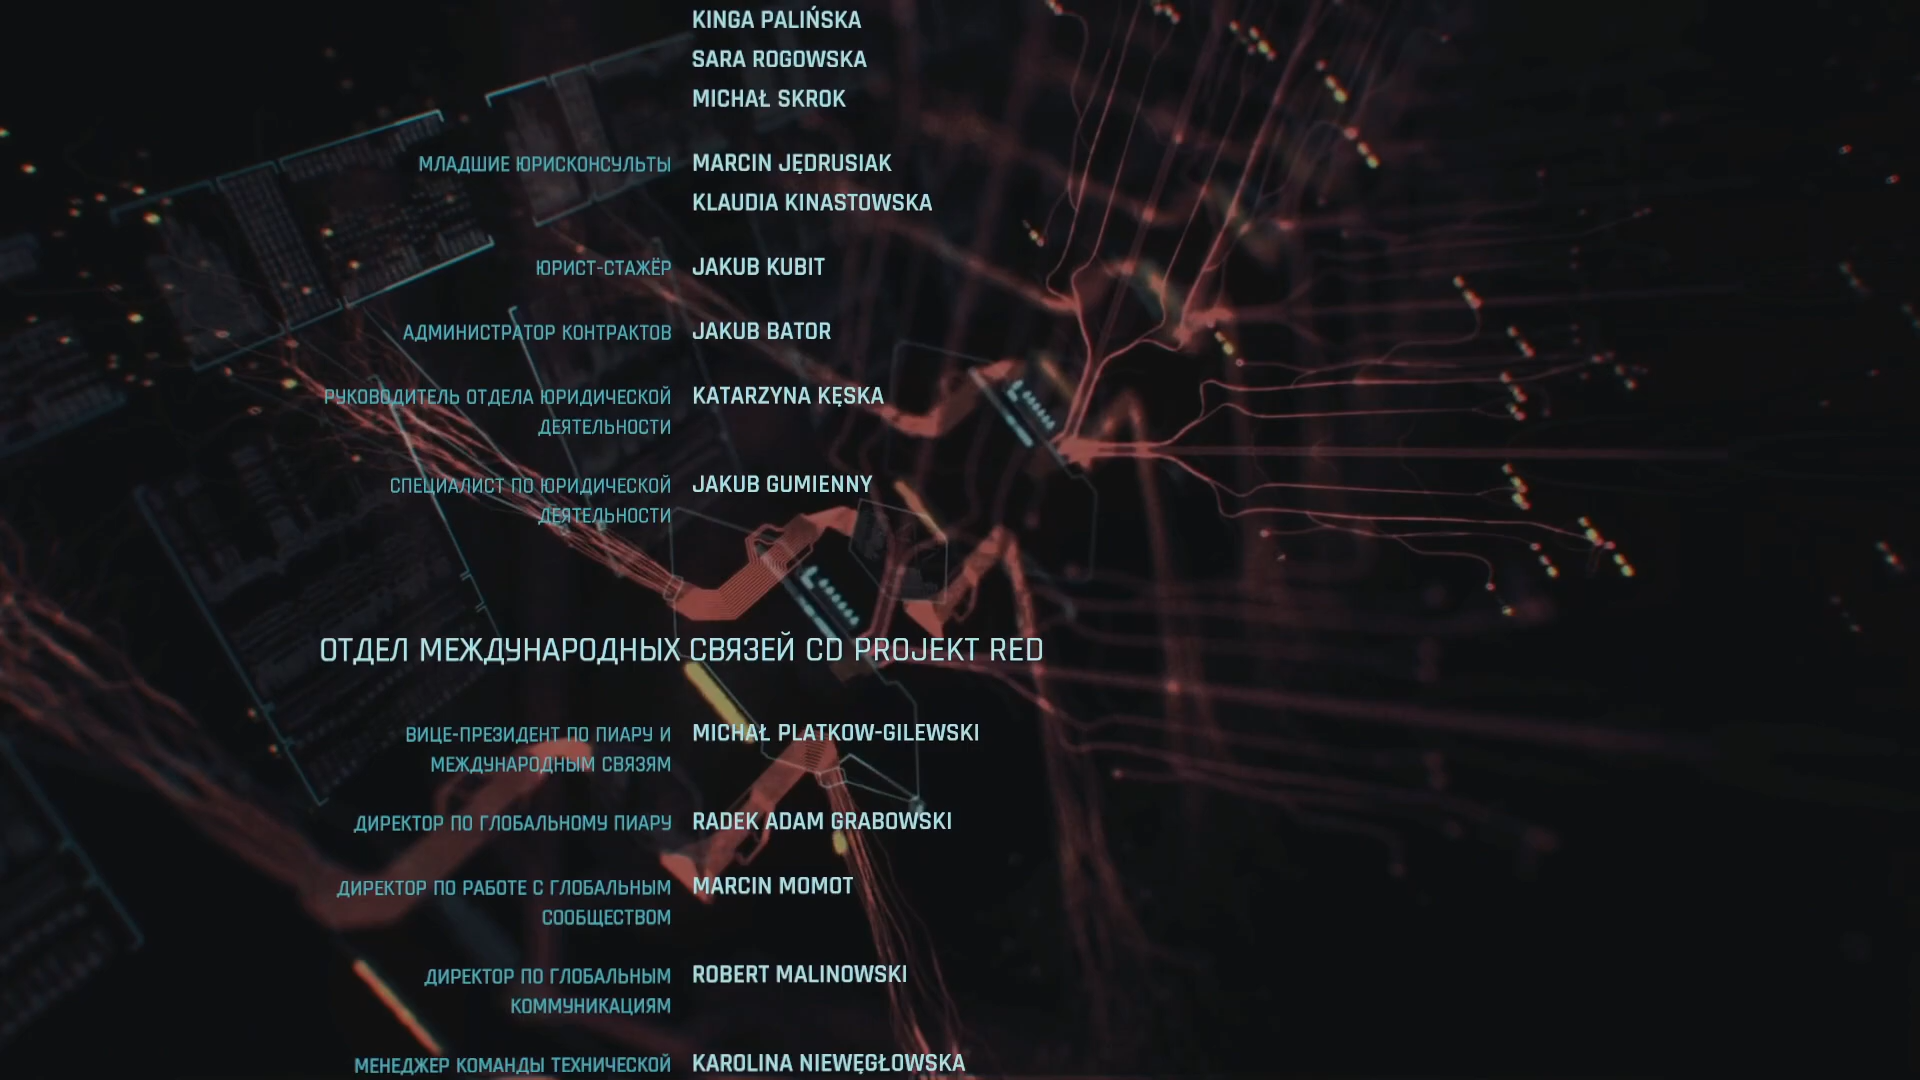 KINGA PALIŃSKA
SARA ROGOWSKA
MICHAŁ SKROK
МЛАДШИЕ ЮРИСКОНСУЛЬТЫ MARCIN JĘDRUSIAK
KLAUDIA KINASTOWSKA
ЮРИСТ-СТАЖЁР JAKUB KUBIT
АДМИНИСТРАТОР КОНТРАКТОВ JAKUB BATOR
РУКОВОДИТЕЛЬ ОТДЕЛА ЮРИДИЧЕСКОЙ KATARZYNA KĘSKA
ДЕЯТЕЛЬНОСТИ
СПЕЦИАЛИСТ ПО ЮРИДИЧЕСКОЙ JAKUB GUMIENNY
ДЕЯТЕЛЬНОСТИ
ОТДЕЛ МЕЖДУНАРОДНЫХ СВЯЗЕЙ CD PROJEKT RED
ВИЦЕ-ПРЕЗИДЕНТ ПО ПИАРУ И MICHAŁ PLATKOW-GILEWSKI
МЕЖДУНАРОДНЫМ СВЯЗЯМ
ДИРЕКТОР ПО ГЛОБАЛЬНОМУ ПИАРУ RADEK ADAM GRABOWSKI
ДИРЕКТОР ПО РАБОТЕ С ГЛОБАЛЬНЫМ MARCIN MOMOT
СООБЩЕСТВОМ
ДИРЕКТОР ПО ГЛОБАЛЬНЫМ ROBERT MALINOWSKI
КОММУНИКАЦИЯМ
МЕНЕДЖЕР КОМАНДЫ ТЕХНИЧЕСКОЙ KAROLINA NIEWĘGŁOWSKA